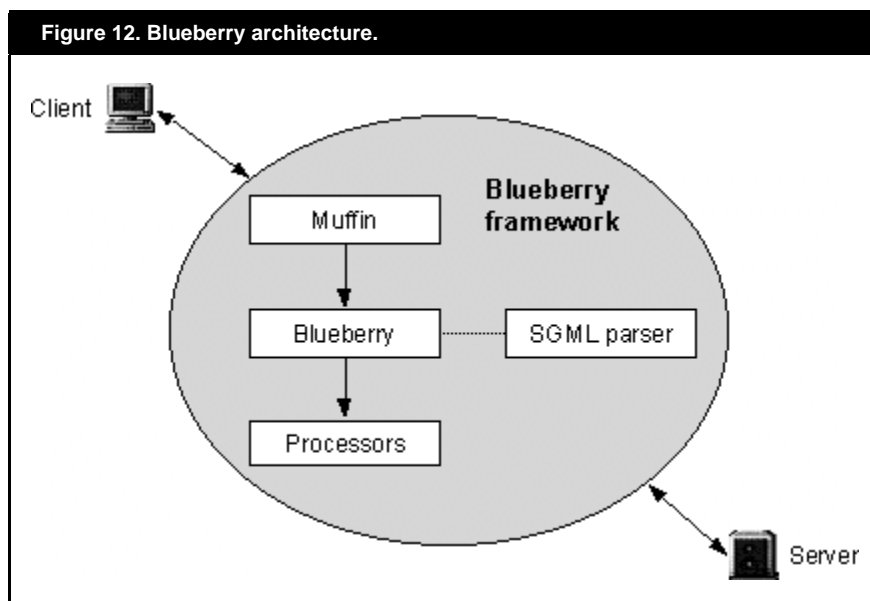 Figure 12. Blueberry architecture.
Client
Blueberry
framework
Muffin
Blueberry
SGML parser
Processors
Server